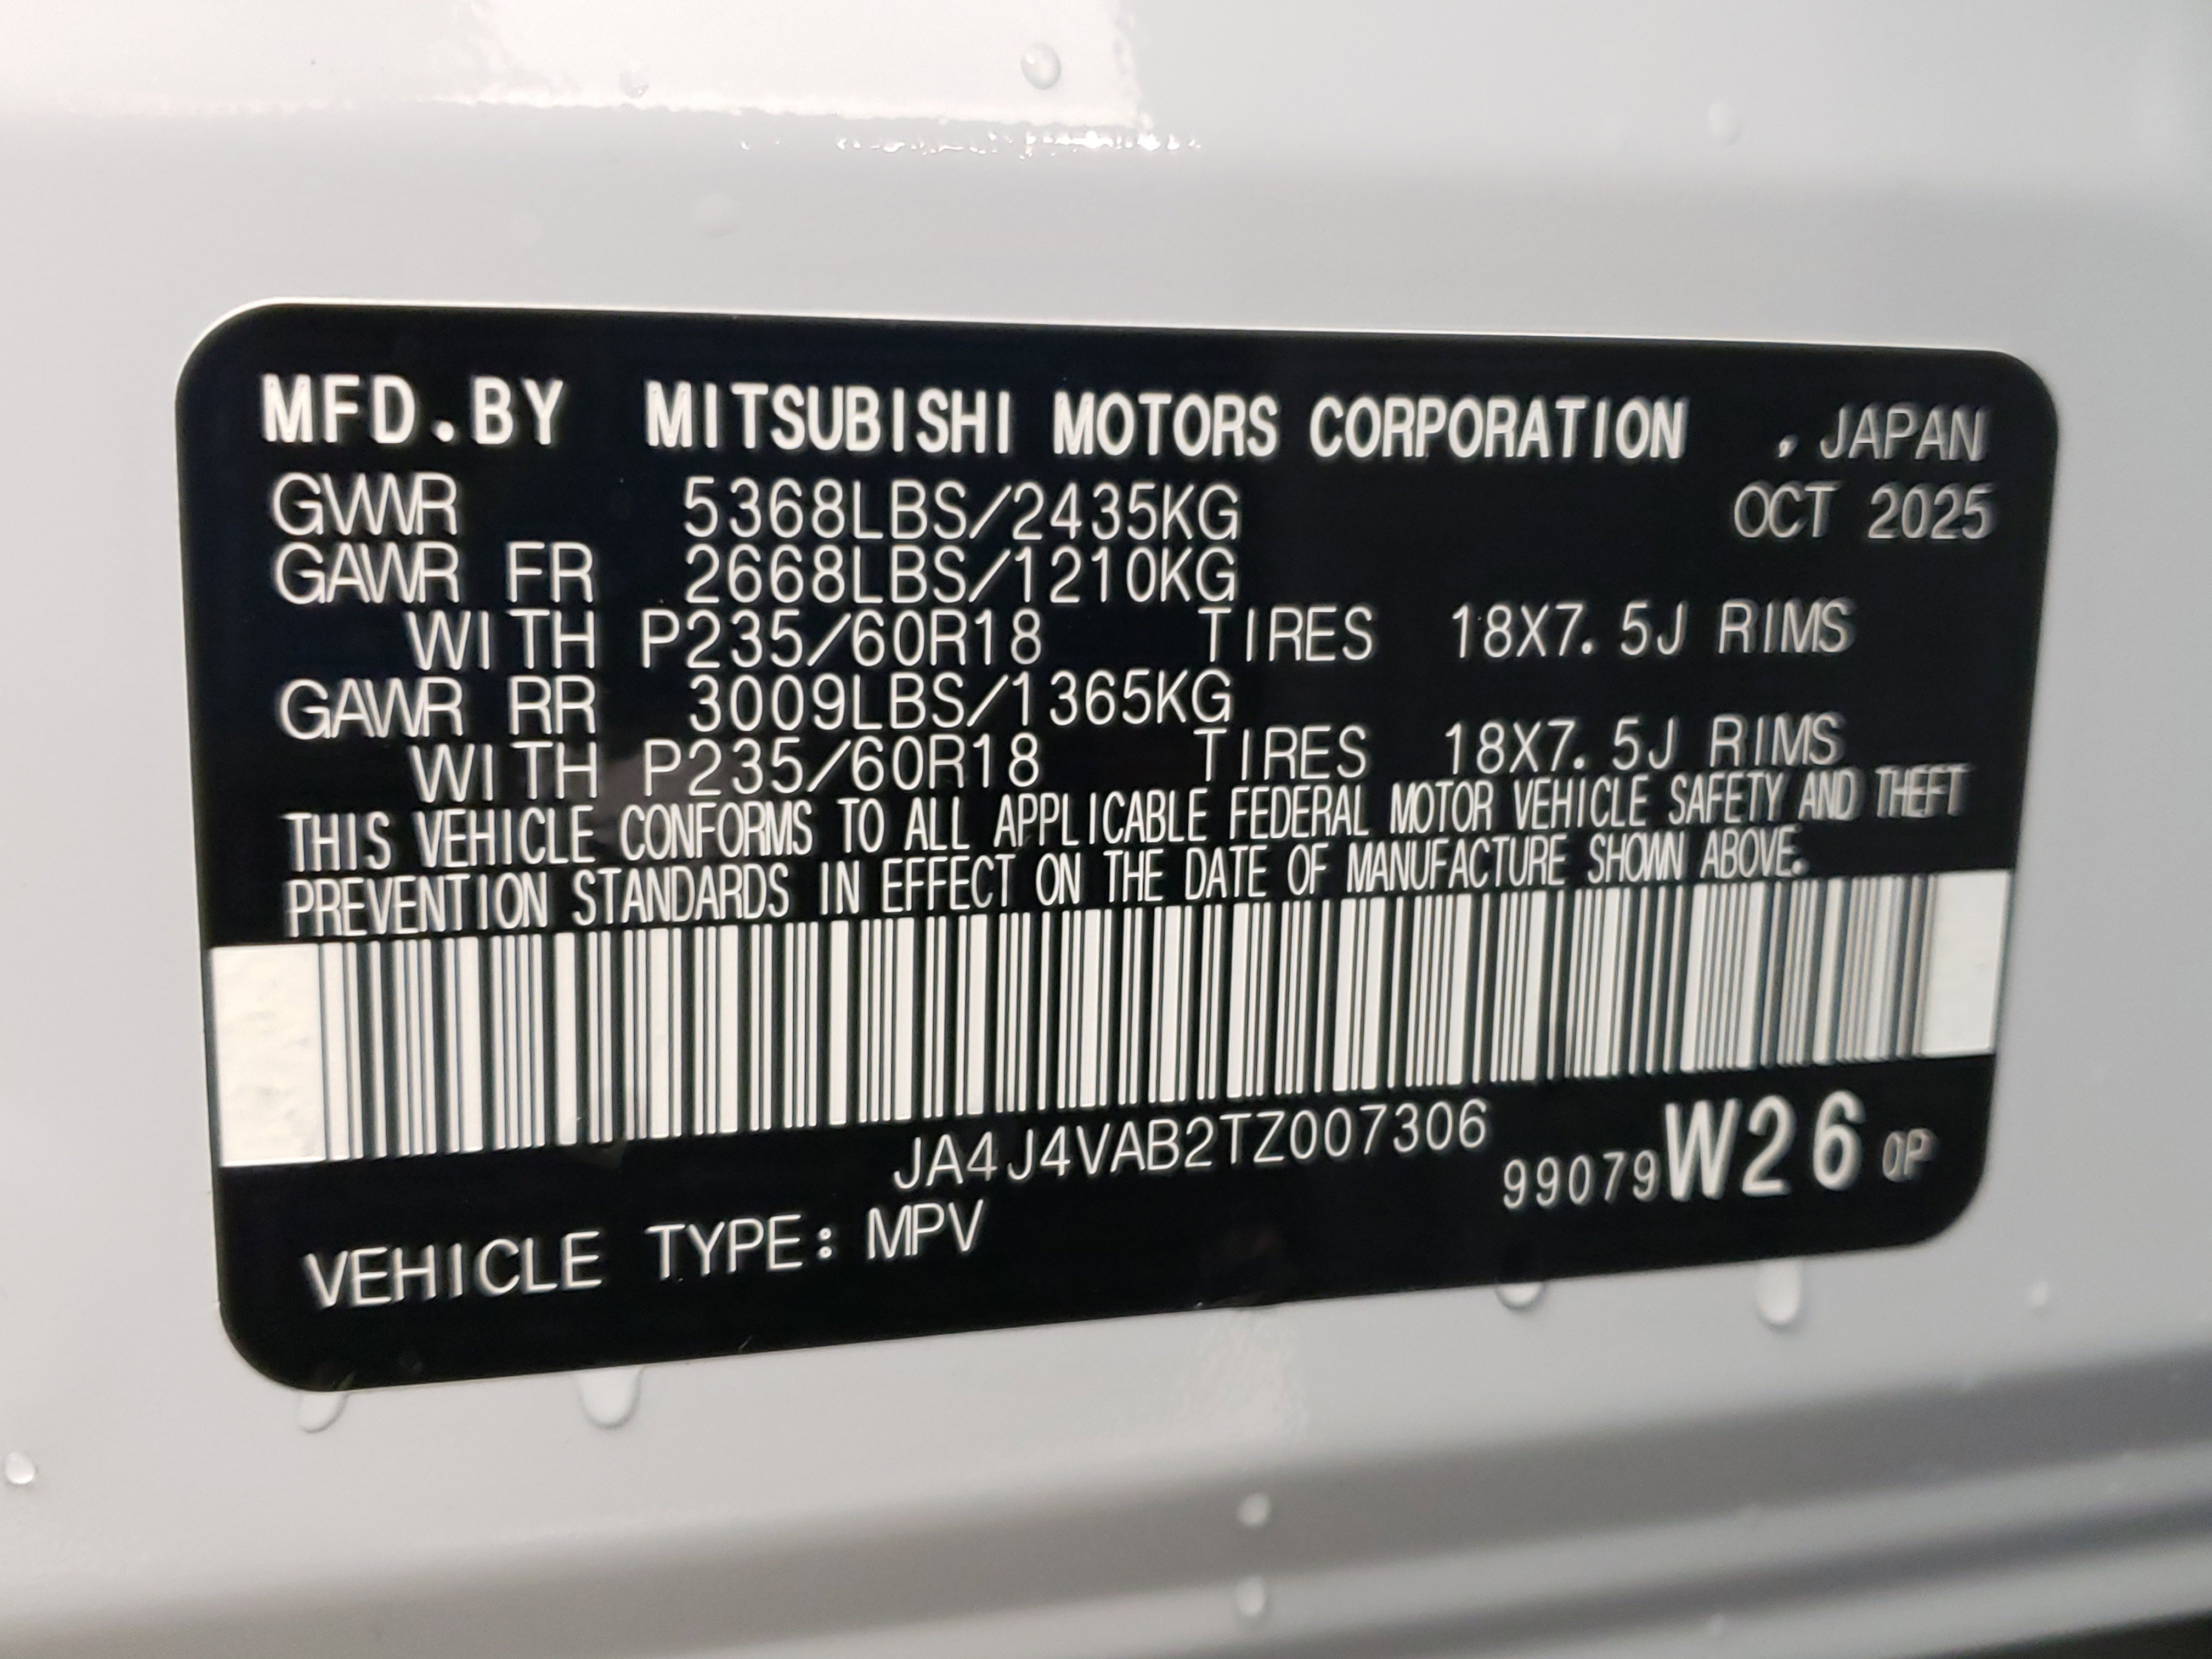 MFD.BY MITSUBISHI MOTORS CORPORATION , JAPAN
GVWR 5368LBS/2435KG OCT 2025
GAWR FR 2668LBS/1210KG
WITH P235/60R18 TIRES 18X7.5J RIMS
GAWR RR 3009LBS/1365KG
WITH P235/60R18 TIRES 18X7.5J RIMS
THIS VEHICLE CONFORMS TO ALL APPLICABLE FEDERAL MOTOR VEHICLE SAFETY AND THEFT
PREVENTION STANDARDS IN EFFECT ON THE DATE OF MANUFACTURE SHOWN ABOVE.
JA4J4VAB2TZ007306
99079W26 0P
VEHICLE TYPE: MPV